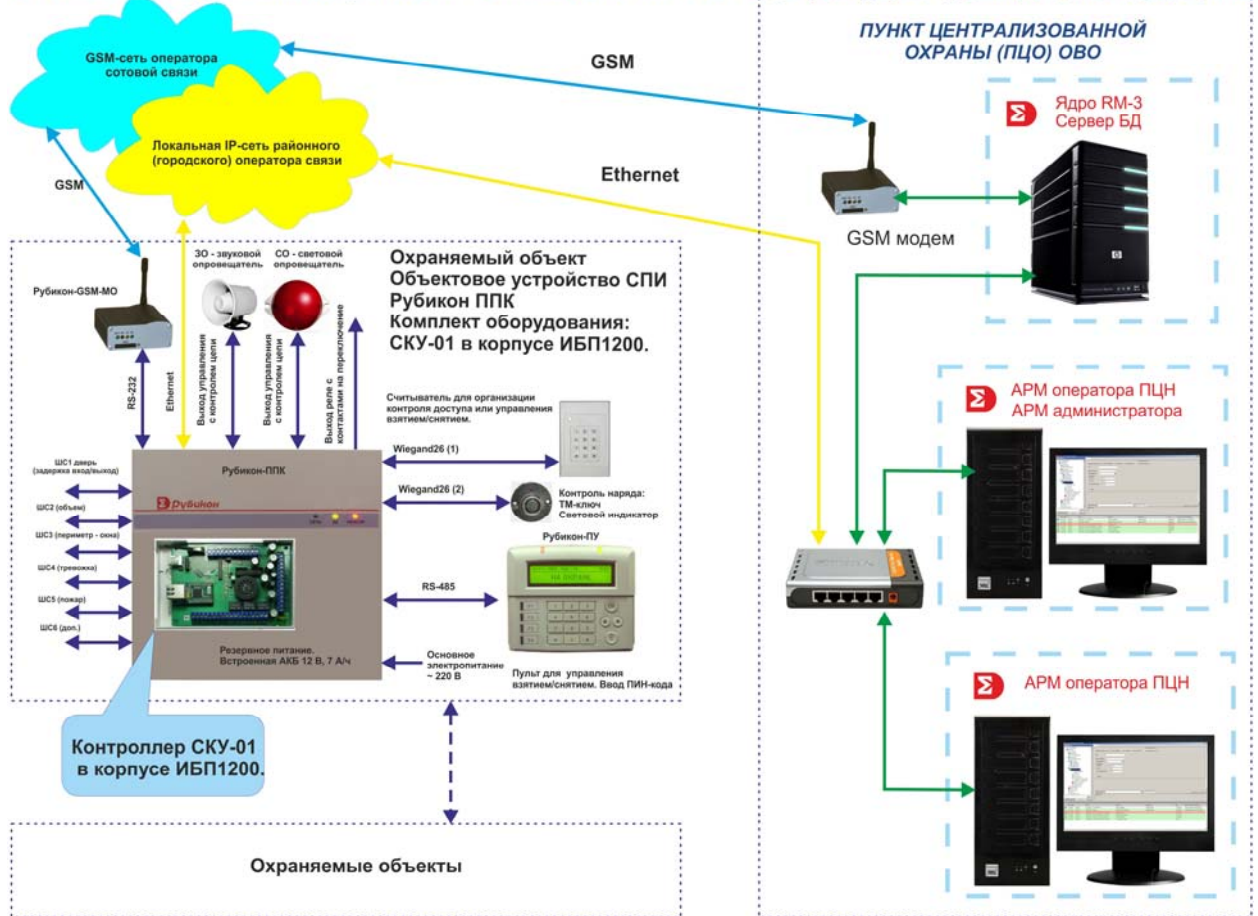 GSM-сеть оператора
сотовой связи
Локальная IP-сеть районного
(городского) оператора связи
GSM
GSM
Ethernet
ПУНКТ ЦЕНТРАЛИЗОВАННОЙ
ОХРАНЫ (ПЦО) ОВО
Ядро RM-3
Сервер БД
GSM модем
Рубикон-GSM-МО
ЗО - звуковой
опровещатель
СО - световой
опровещатель
Охраняемый объект
Объектовое устройство СПИ
Рубикон ППК
Комплект оборудования:
СКУ-01 в корпусе ИБП1200.
RS-232
Ethernet
Выход управления
с контролем цепи
Выход управления
с контролем цепи
Выход реле с
контактами на переключение
Считыватель для организации
контроля доступа или управления
взятием/снятием.
Wiegand26 (1)
Wiegand26 (2)
Контроль наряда:
ТМ-ключ
Световой индикатор
Рубикон-ППК
Рубикон
ШС1 дверь
(задержка вход/выход)
ШС2 (объем)
ШС3 (периметр - окна)
ШС4 (тревожка)
ШС5 (пожар)
ШС6 (доп.)
Рубикон-ПУ
НА ОХРАНЕ
RS-485
Резервное питание.
Встроенная АКБ 12 В, 7 А/ч
Основное
электропитание
~ 220 В
Пульт для управления
взятием/снятием. Ввод ПИН-кода
Контроллер СКУ-01
в корпусе ИБП1200.
Охраняемые объекты
АРМ оператора ПЦН
АРМ администратора
АРМ оператора ПЦН